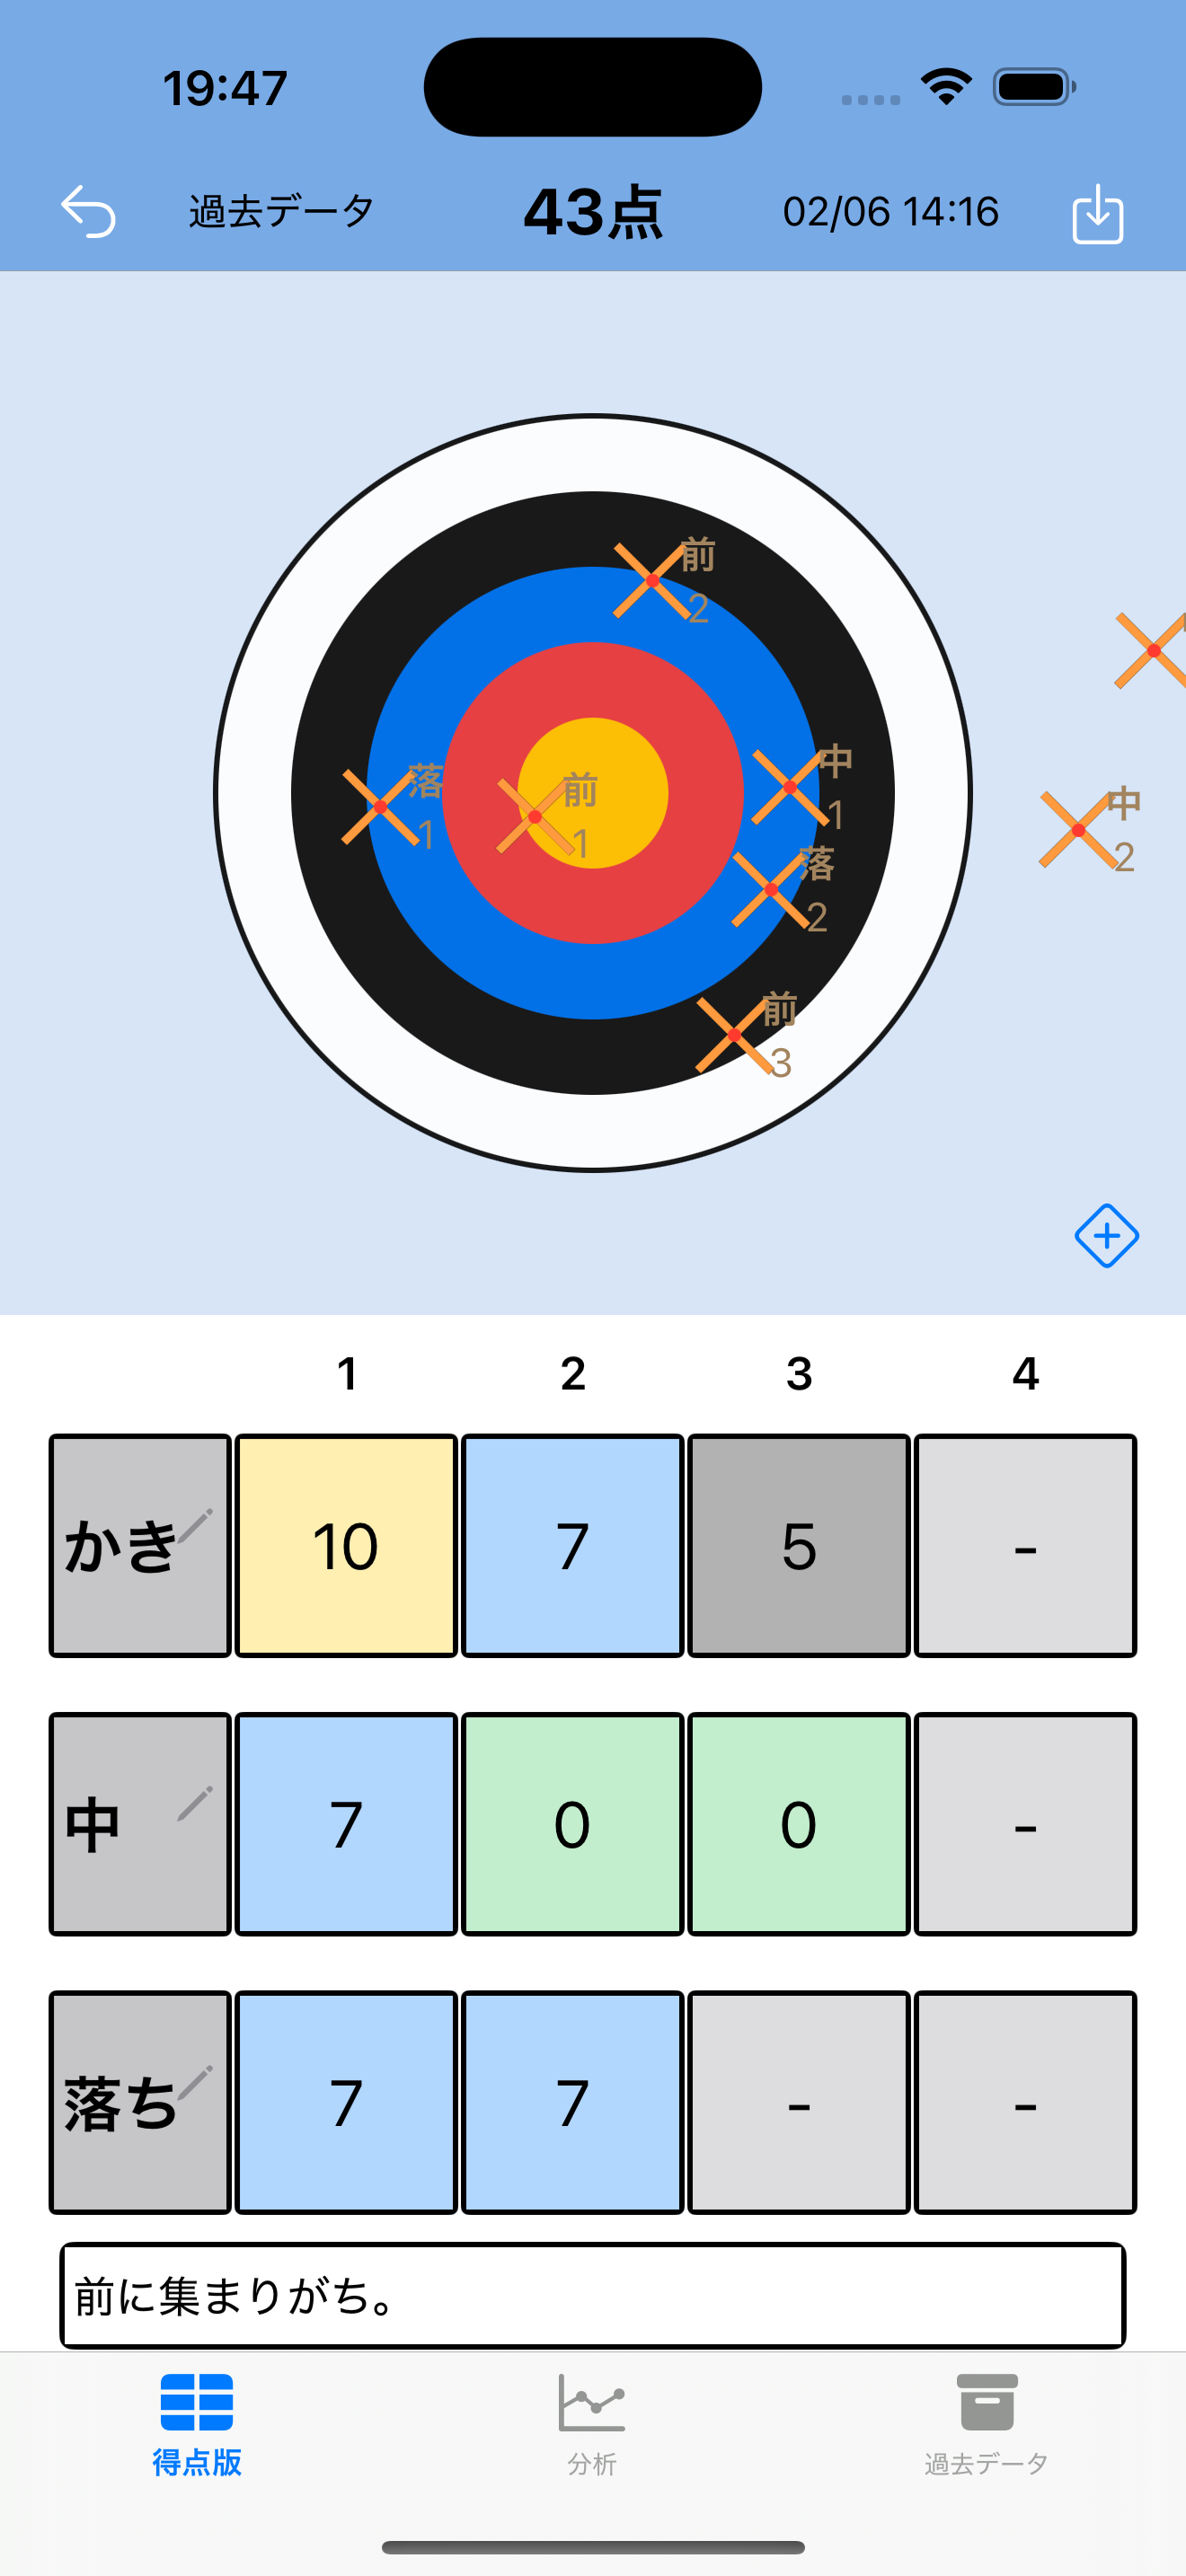 19:47
過去データ 43点 02/06 14:16
前
2
中
1
落
1
前
1
中
2
落
2
前
3
1 2 3 4
かき 10 7 5 -
中 7 0 0 -
落ち 7 7 - -
前に集まりがち。
得点版 分析 過去データ